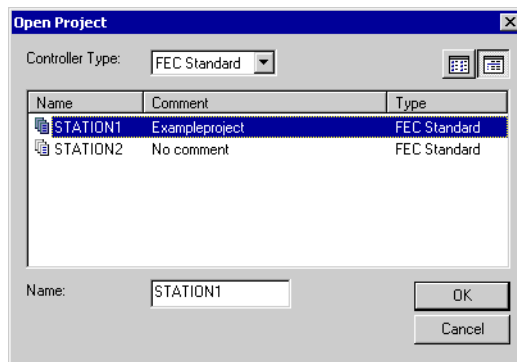 Open Project
Controller Type: FEC Standard
Name Comment Type
STATION1 Exampleproject FEC Standard
STATION2 No comment FEC Standard
Name: STATION1 OK
Cancel